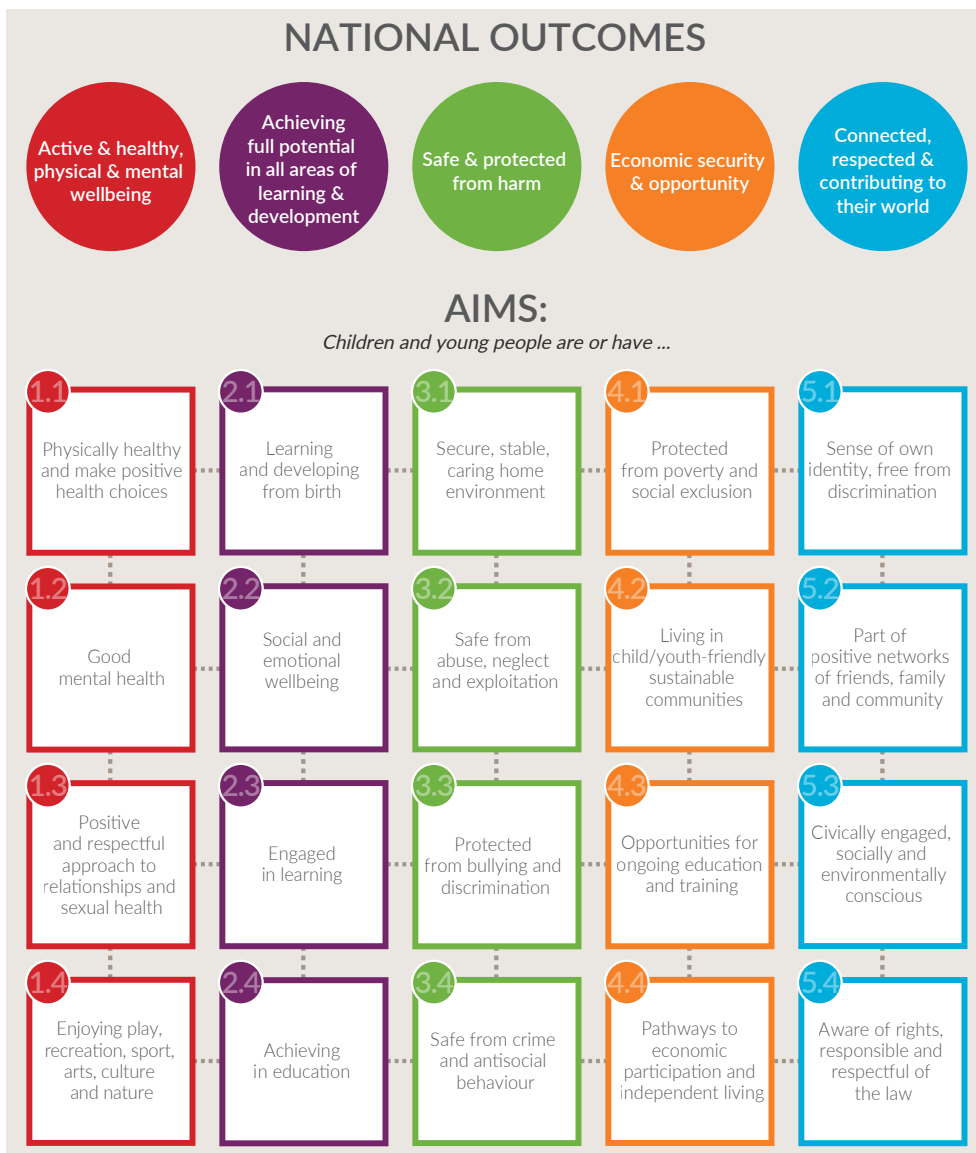 NATIONAL OUTCOMES
Active & healthy,
physical & mental
wellbeing
Achieving
full potential
in all areas of
learning &
development
Safe & protected
from harm
Economic security
& opportunity
Connected,
respected &
contributing to
their world
AIMS:
Children and young people are or have ...
1.1
Physically healthy
and make positive
health choices
2.1
Learning
and developing
from birth
3.1
Secure, stable,
caring home
environment
4.1
Protected
from poverty and
social exclusion
5.1
Sense of own
identity, free from
discrimination
1.2
Good
mental health
2.2
Social and
emotional
wellbeing
3.2
Safe from
abuse, neglect
and exploitation
4.2
Living in
child/youth-friendly
sustainable
communities
5.2
Part of
positive networks
of friends, family
and community
1.3
Positive
and respectful
approach to
relationships and
sexual health
2.3
Engaged
in learning
3.3
Protected
from bullying and
discrimination
4.3
Opportunities for
ongoing education
and training
5.3
Civically engaged,
socially and
environmentally
conscious
1.4
Enjoying play,
recreation, sport,
arts, culture
and nature
2.4
Achieving
in education
3.4
Safe from crime
and antisocial
behaviour
4.4
Pathways to
economic
participation and
independent living
5.4
Aware of rights,
responsible and
respectful of
the law